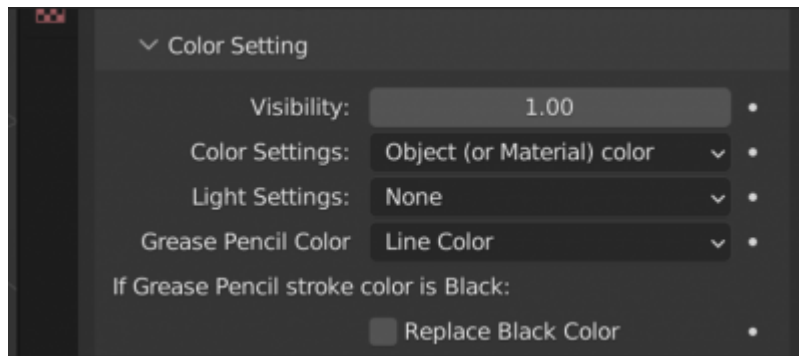 Color Setting
Visibility: 1.00
Color Settings: Object (or Material) color
Light Settings: None
Grease Pencil Color Line Color
If Grease Pencil stroke color is Black:
Replace Black Color